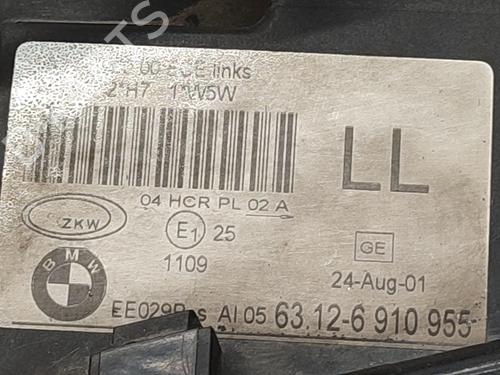 links
2*H7 1*W5W
LL
04 HCR PL 02 A
ZKW
E1 25
1109
GE
24-Aug-01
BMW
AI 05 63.12-6 910 955